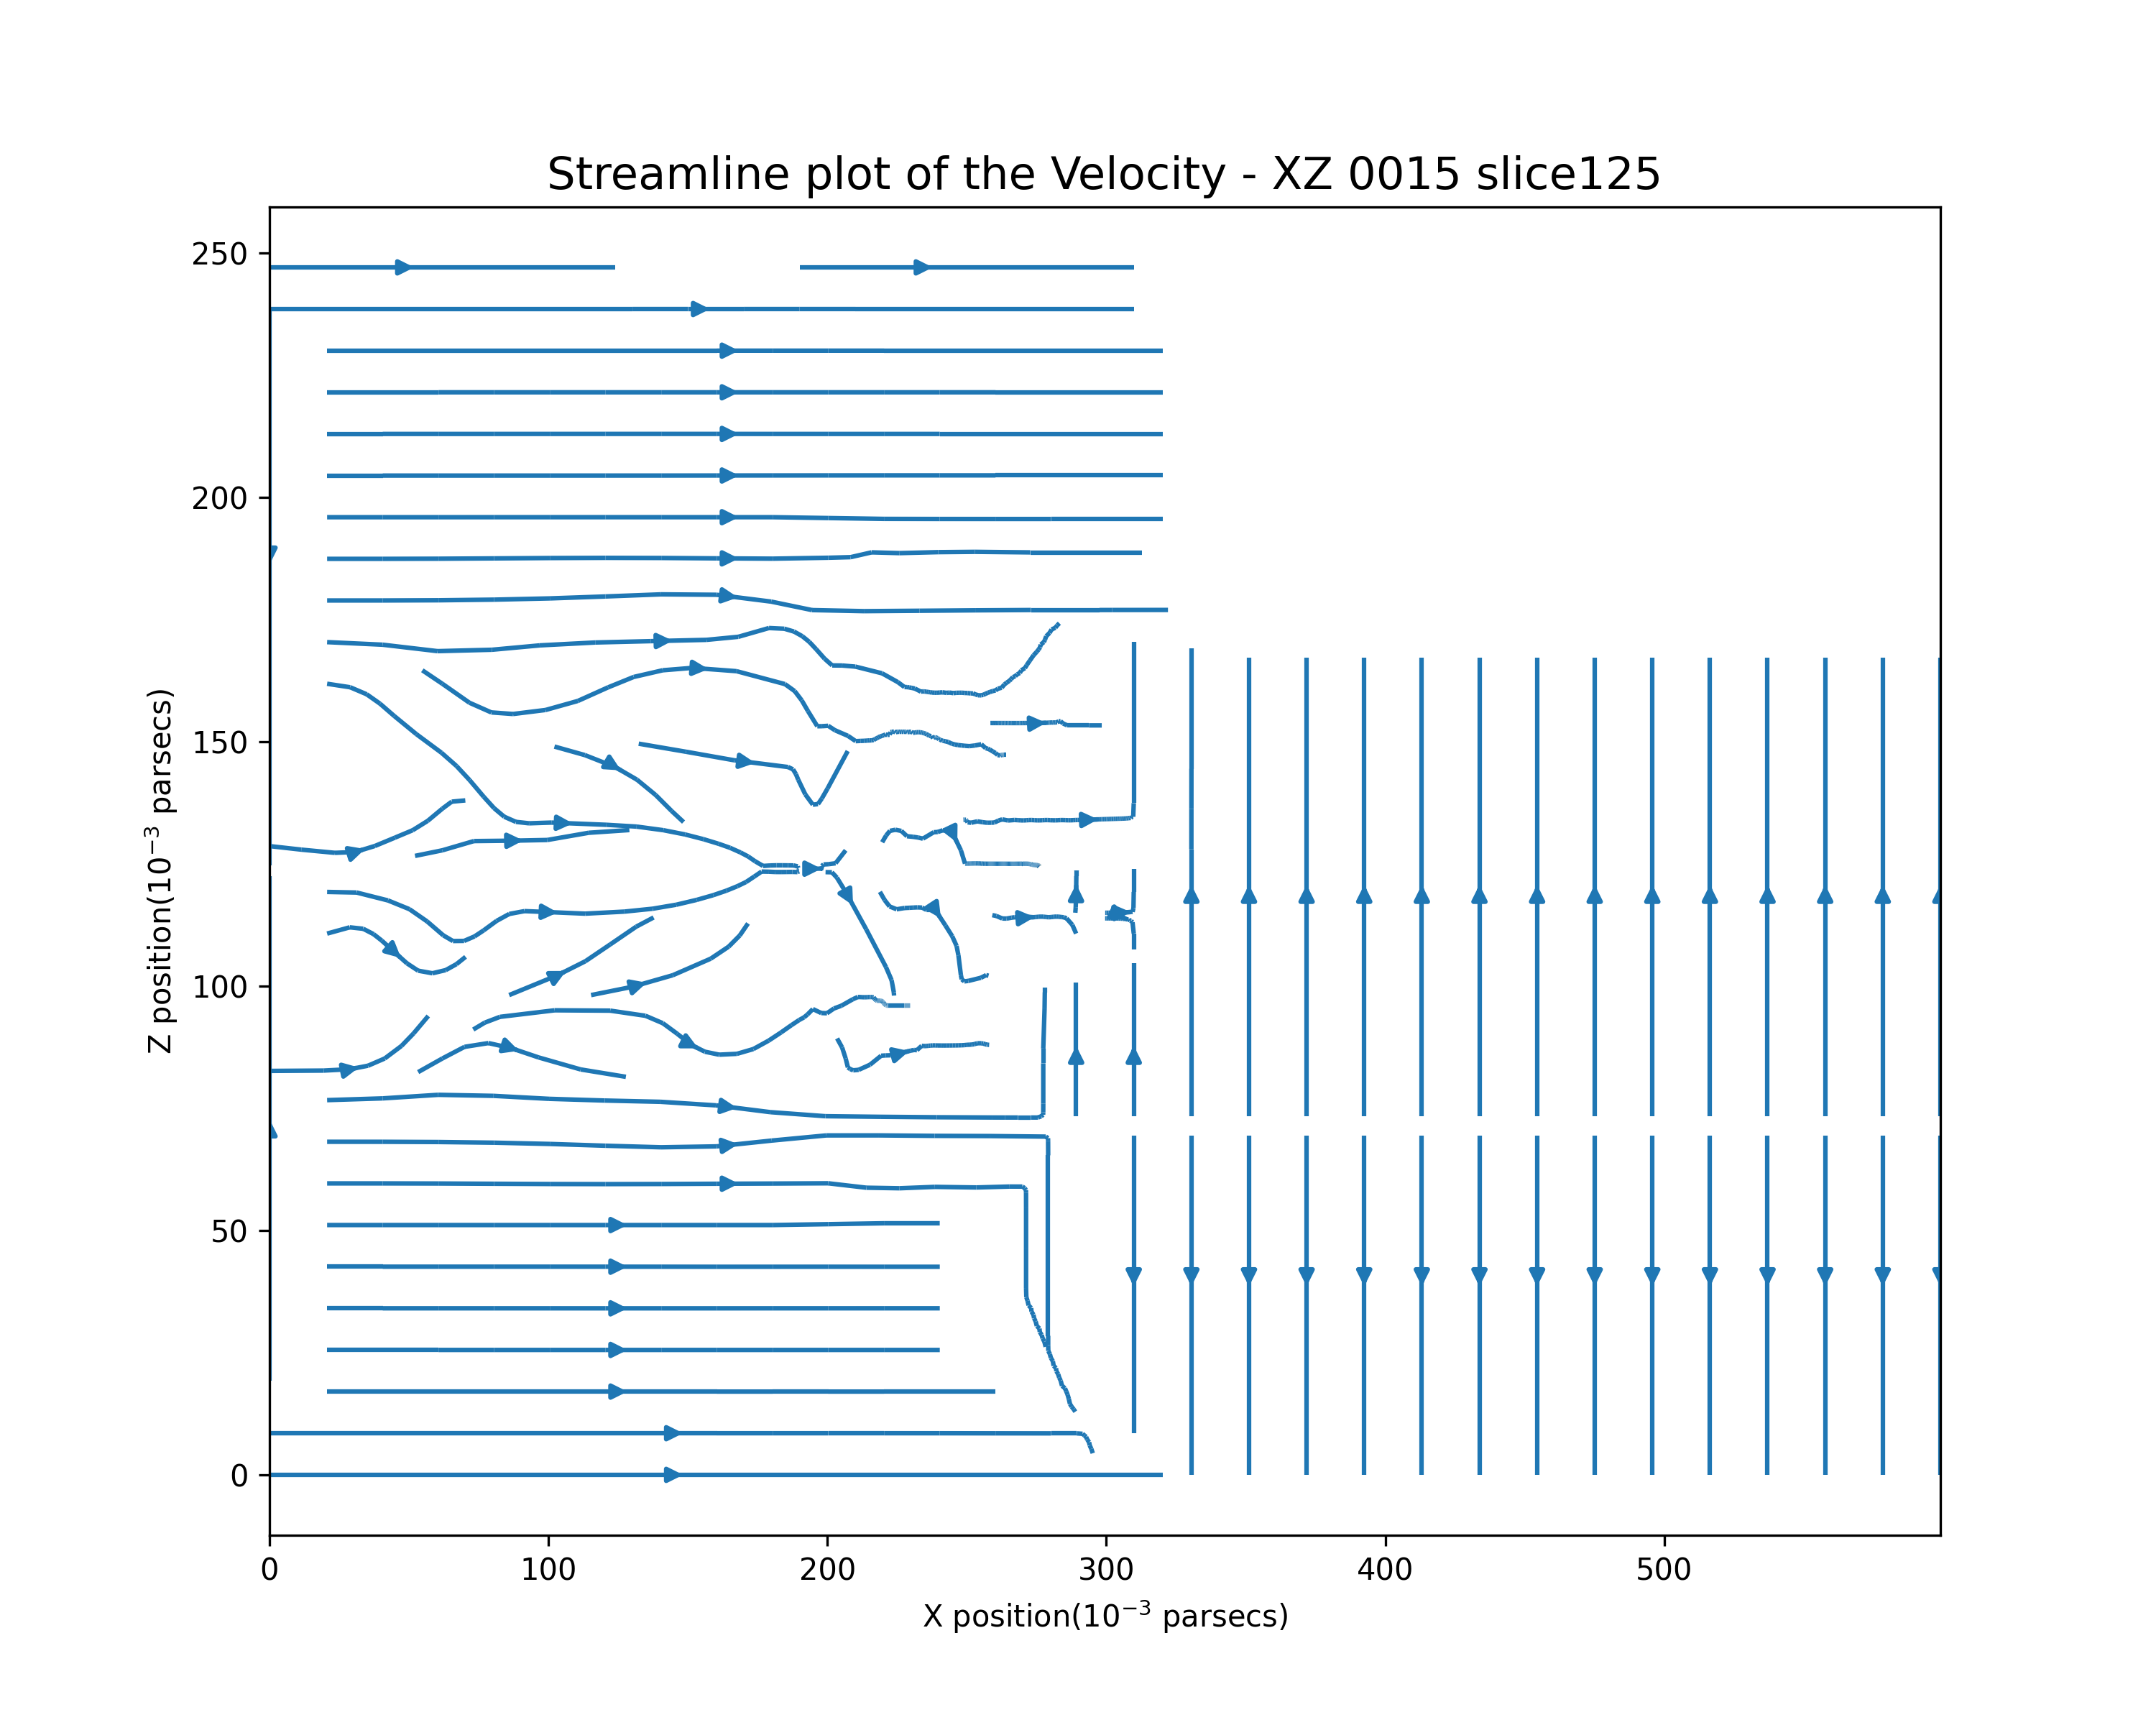 Streamline plot of the Velocity - XZ 0015 slice125
250
200
150
100
50
0
Z position(10⁻³ parsecs)
0 100 200 300 400 500
X position(10⁻³ parsecs)